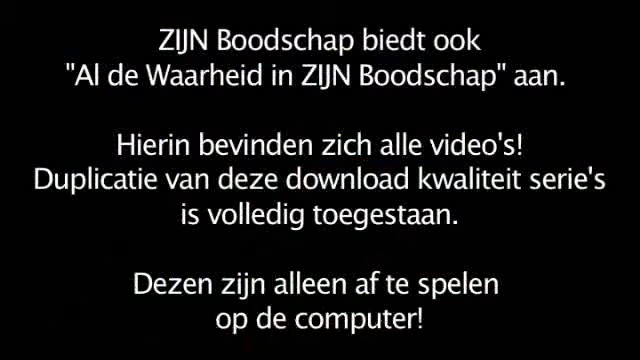 ZIJN Boodschap biedt ook
"Al de Waarheid in ZIJN Boodschap" aan.
Hierin bevinden zich alle video's!
Duplicatie van deze download kwaliteit serie's
is volledig toegestaan.
Dezen zijn alleen af te spelen
op de computer!